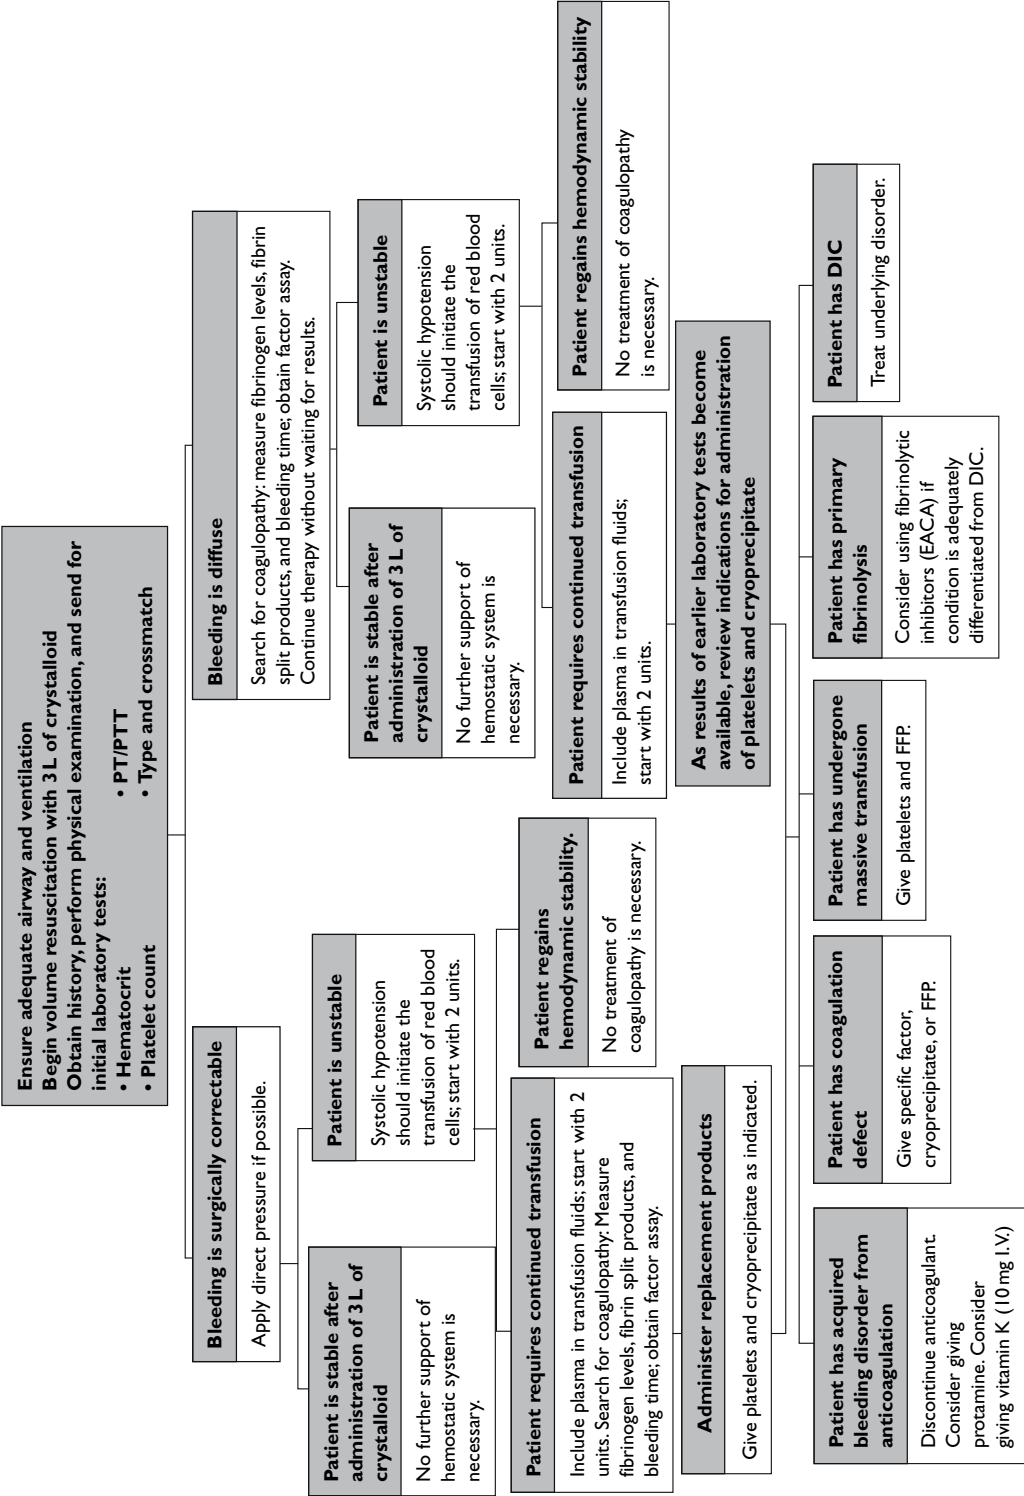 Ensure adequate airway and ventilation
Begin volume resuscitation with 3 L of crystalloid
Obtain history, perform physical examination, and send for
initial laboratory tests:
• Hematocrit • PT/PTT
• Platelet count • Type and crossmatch
Bleeding is surgically correctable
Apply direct pressure if possible.
Bleeding is diffuse
Search for coagulopathy: measure fibrinogen levels, fibrin
split products, and bleeding time; obtain factor assay.
Continue therapy without waiting for results.
Patient is stable after
administration of 3 L of
crystalloid
No further support of
hemostatic system is
necessary.
Patient is unstable
Systolic hypotension
should initiate the
transfusion of red blood
cells; start with 2 units.
Patient is stable after
administration of 3 L of
crystalloid
No further support of
hemostatic system is
necessary.
Patient is unstable
Systolic hypotension
should initiate the
transfusion of red blood
cells; start with 2 units.
Patient requires continued transfusion
Include plasma in transfusion fluids; start with 2
units. Search for coagulopathy: Measure
fibrinogen levels, fibrin split products, and
bleeding time; obtain factor assay.
Patient regains
hemodynamic stability.
No treatment of
coagulopathy is necessary.
Patient requires continued transfusion
Include plasma in transfusion fluids;
start with 2 units.
Patient regains hemodynamic stability
No treatment of coagulopathy
is necessary.
Administer replacement products
Give platelets and cryoprecipitate as indicated.
As results of earlier laboratory tests become
available, review indications for administration
of platelets and cryoprecipitate
Patient has acquired
bleeding disorder from
anticoagulation
Discontinue anticoagulant.
Consider giving
protamine. Consider
giving vitamin K (10 mg I.V.)
Patient has coagulation
defect
Give specific factor,
cryoprecipitate, or FFP.
Patient has undergone
massive transfusion
Give platelets and FFP.
Patient has primary
fibrinolysis
Consider using fibrinolytic
inhibitors (EACA) if
condition is adequately
differentiated from DIC.
Patient has DIC
Treat underlying disorder.